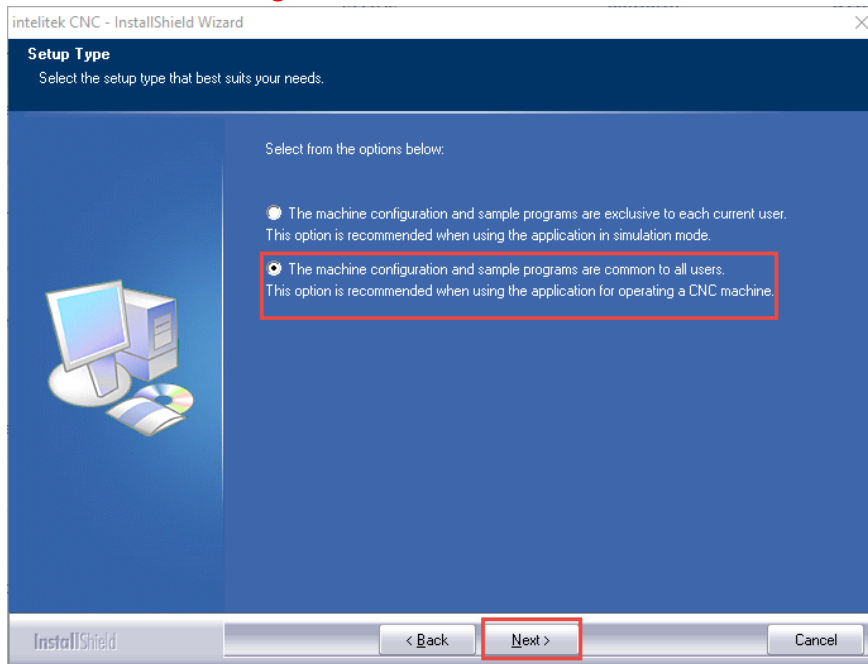 intelitek CNC - InstallShield Wizard
Setup Type
Select the setup type that best suits your needs.
Select from the options below:
The machine configuration and sample programs are exclusive to each current user.
This option is recommended when using the application in simulation mode.
The machine configuration and sample programs are common to all users.
This option is recommended when using the application for operating a CNC machine.
InstallShield
< Back
Next >
Cancel